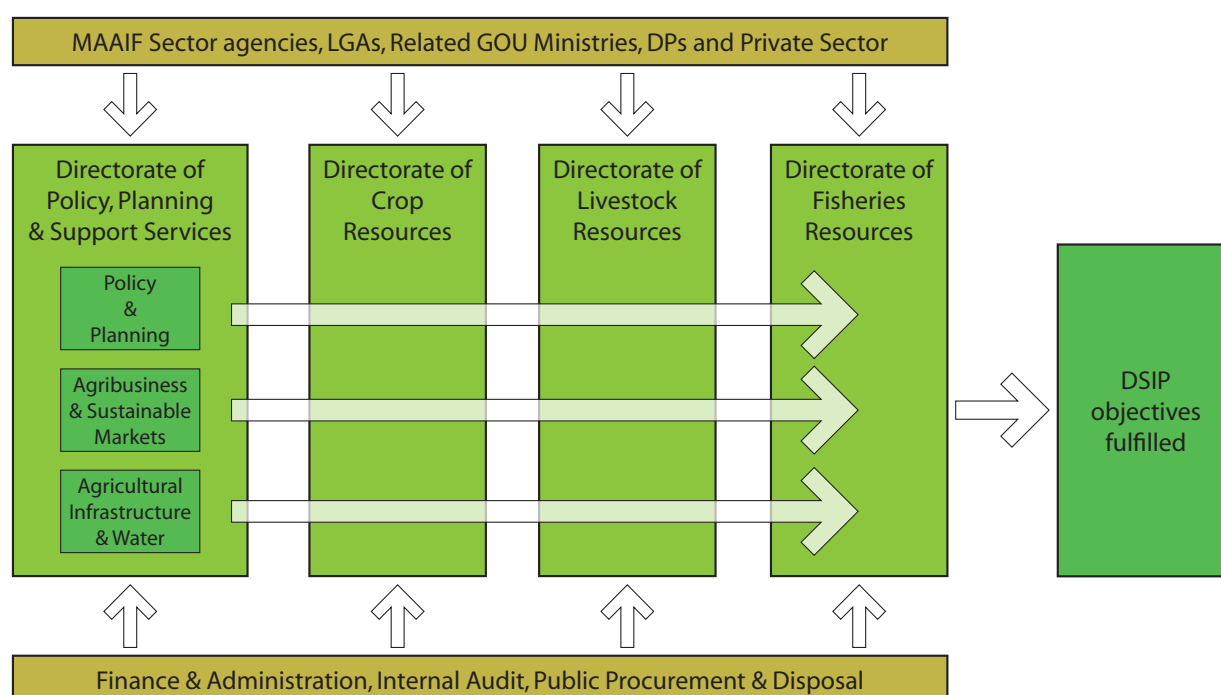 MAAIF Sector agencies, LGAs, Related GOU Ministries, DPs and Private Sector
Directorate of
Policy, Planning
& Support Services
Policy
&
Planning
Agribusiness
& Sustainable
Markets
Agricultural
Infrastructure
& Water
Directorate of
Crop
Resources
Directorate of
Livestock
Resources
Directorate of
Fisheries
Resources
DSIP
objectives
fulfilled
Finance & Administration, Internal Audit, Public Procurement & Disposal